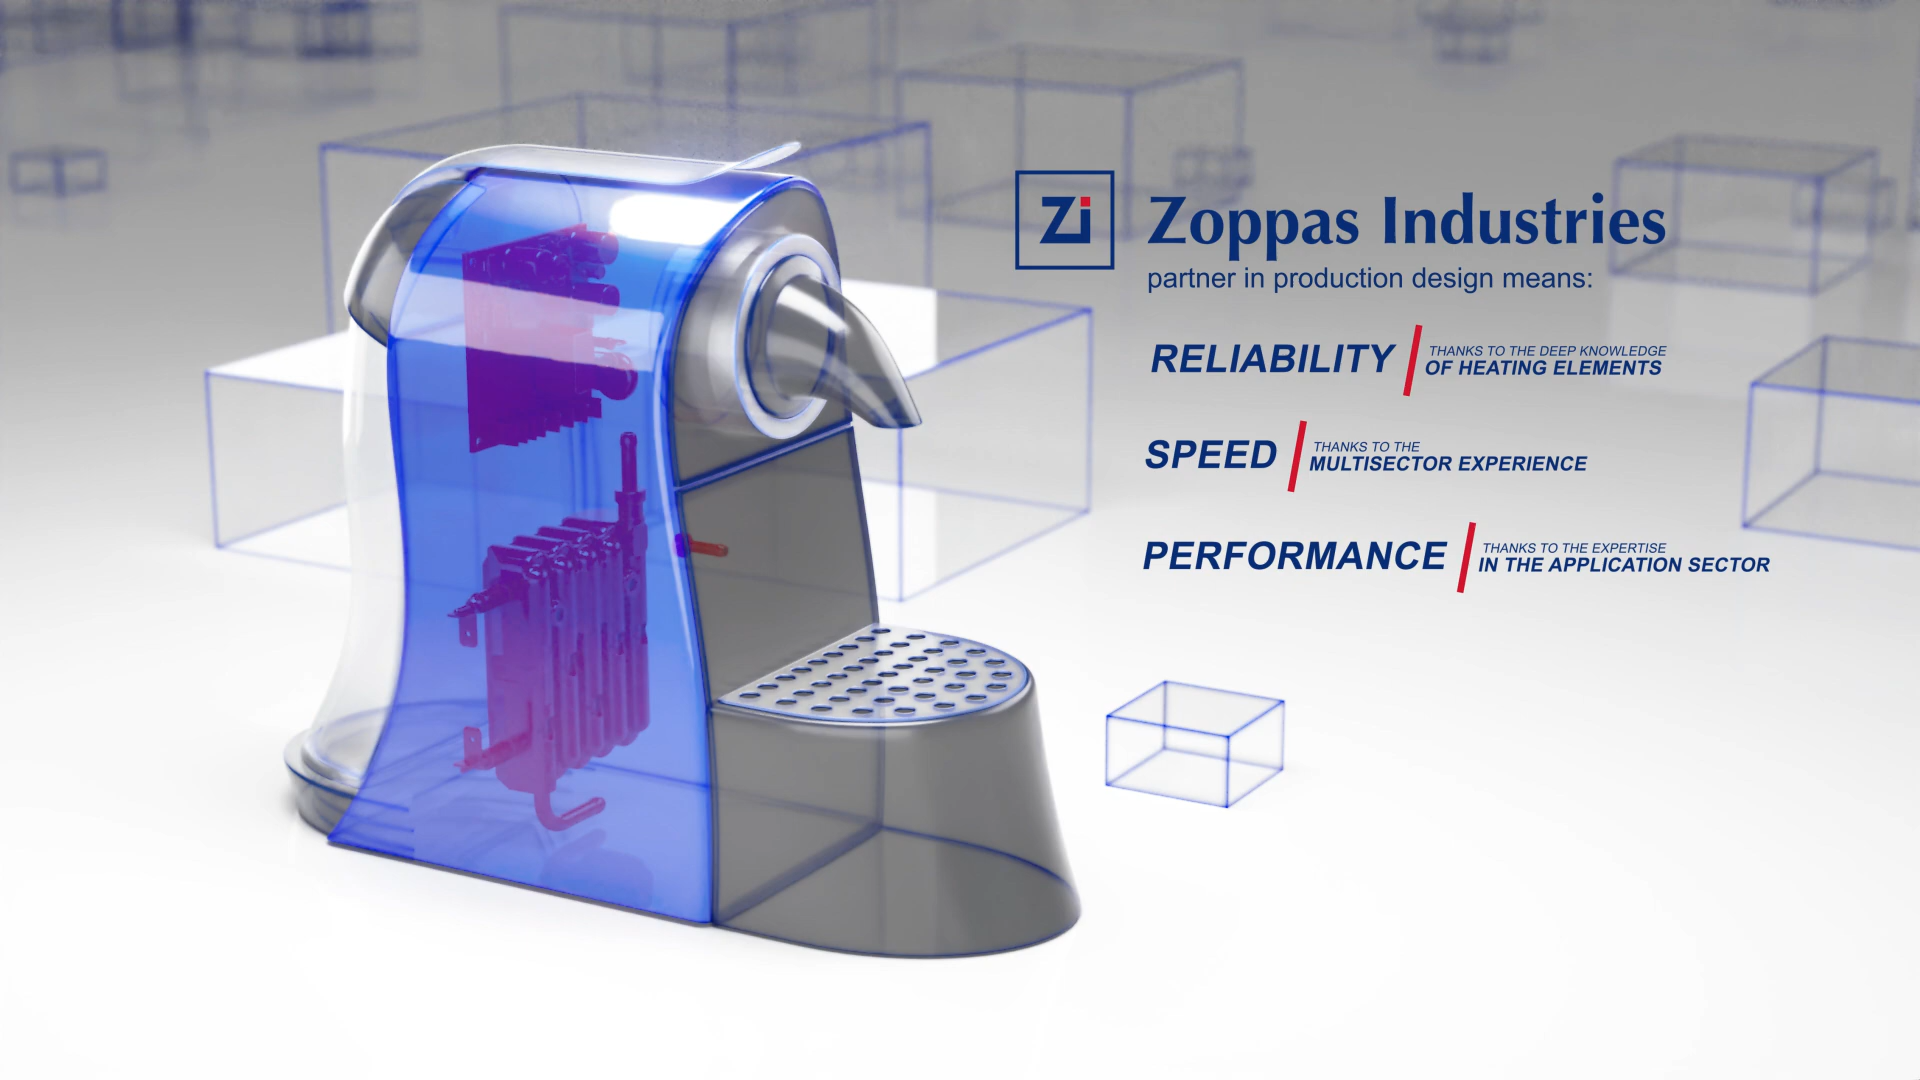 Zi Zoppas Industries
partner in production design means:
RELIABILITY
THANKS TO THE DEEP KNOWLEDGE
OF HEATING ELEMENTS
SPEED
THANKS TO THE
MULTISECTOR EXPERIENCE
PERFORMANCE
THANKS TO THE EXPERTISE
IN THE APPLICATION SECTOR